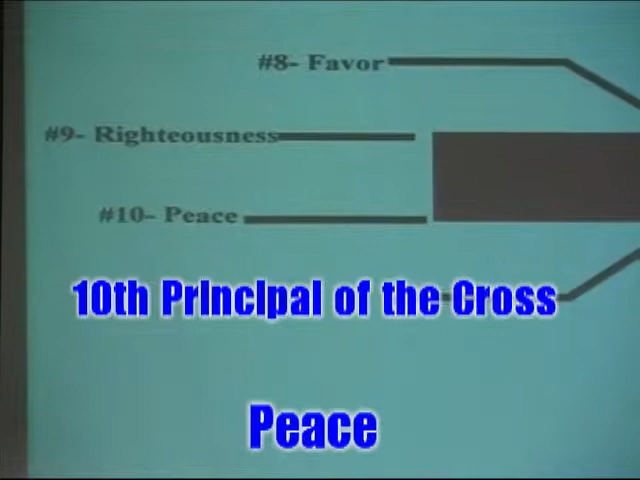 #8- Favor
#9- Righteousness
#10- Peace
10th Principal of the Cross
Peace